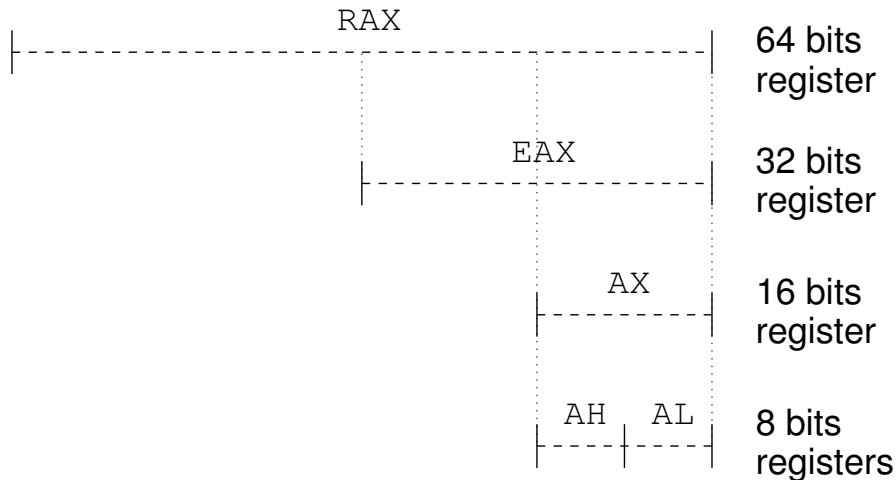 RAX
64 bits
register
EAX
32 bits
register
AX
16 bits
register
AH AL
8 bits
registers